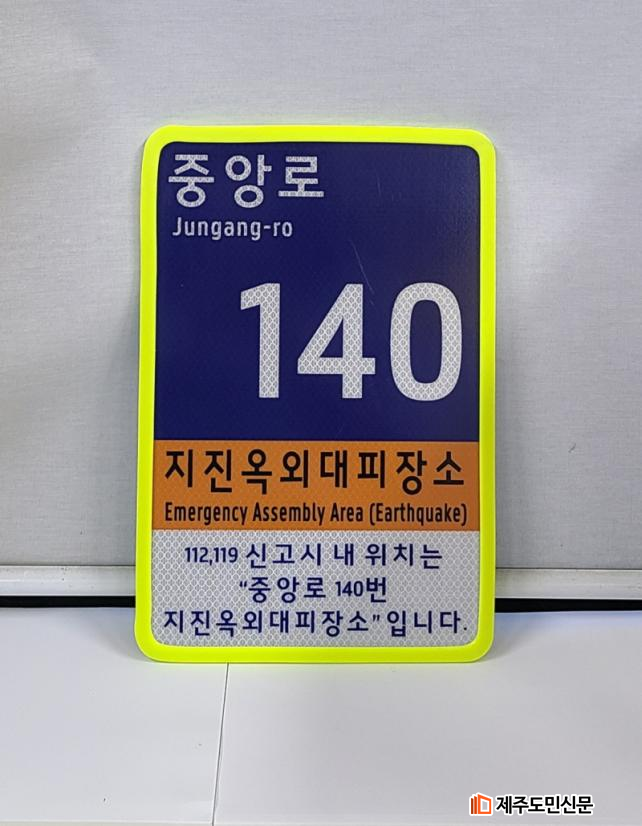 중앙로
Jungang-ro
140
지진옥외대피장소
Emergency Assembly Area (Earthquake)
112,119 신고시 내 위치는
“중앙로 140번
지진옥외대피장소” 입니다.
제주도민신문